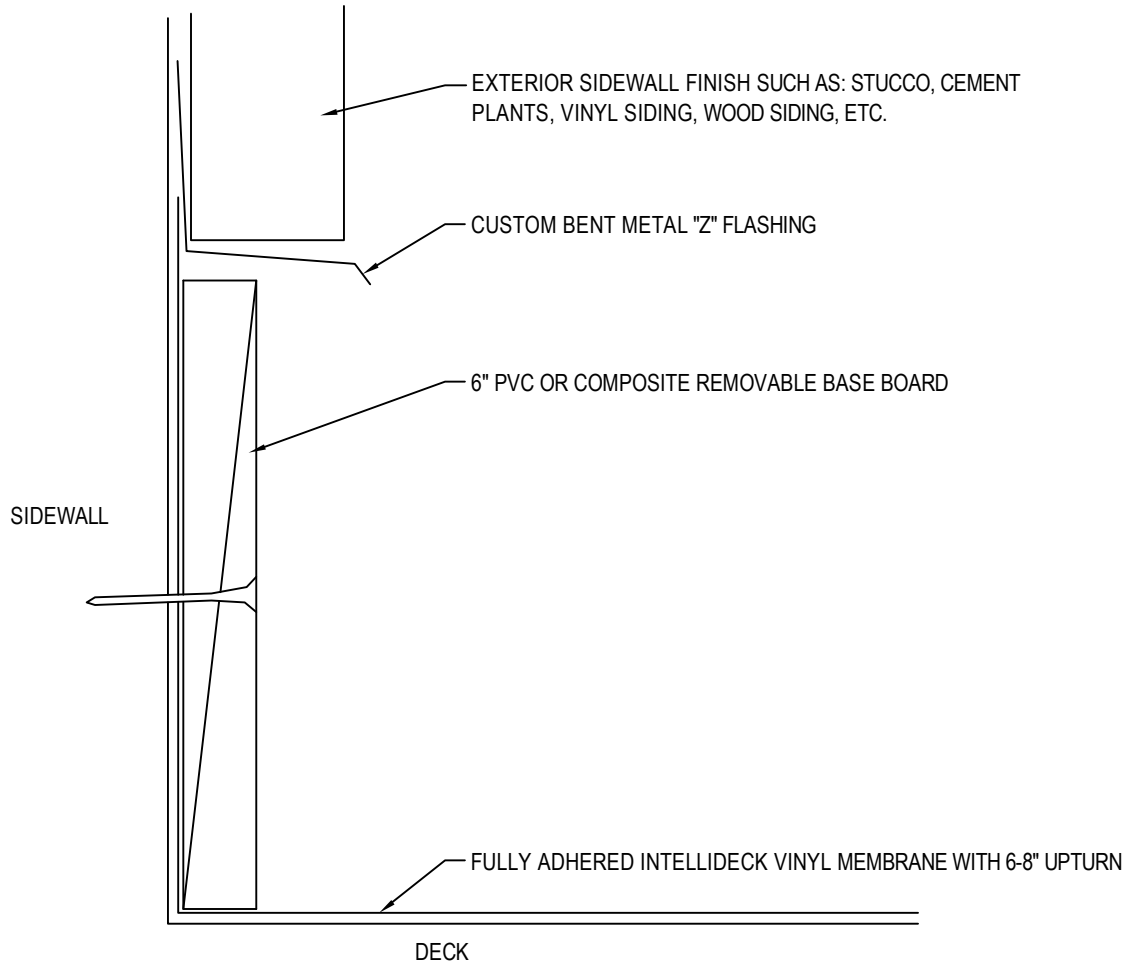 EXTERIOR SIDEWALL FINISH SUCH AS: STUCCO, CEMENT
PLANTS, VINYL SIDING, WOOD SIDING, ETC.
CUSTOM BENT METAL "Z" FLASHING
6" PVC OR COMPOSITE REMOVABLE BASE BOARD
SIDEWALL
FULLY ADHERED INTELLIDECK VINYL MEMBRANE WITH 6-8" UPTURN
DECK